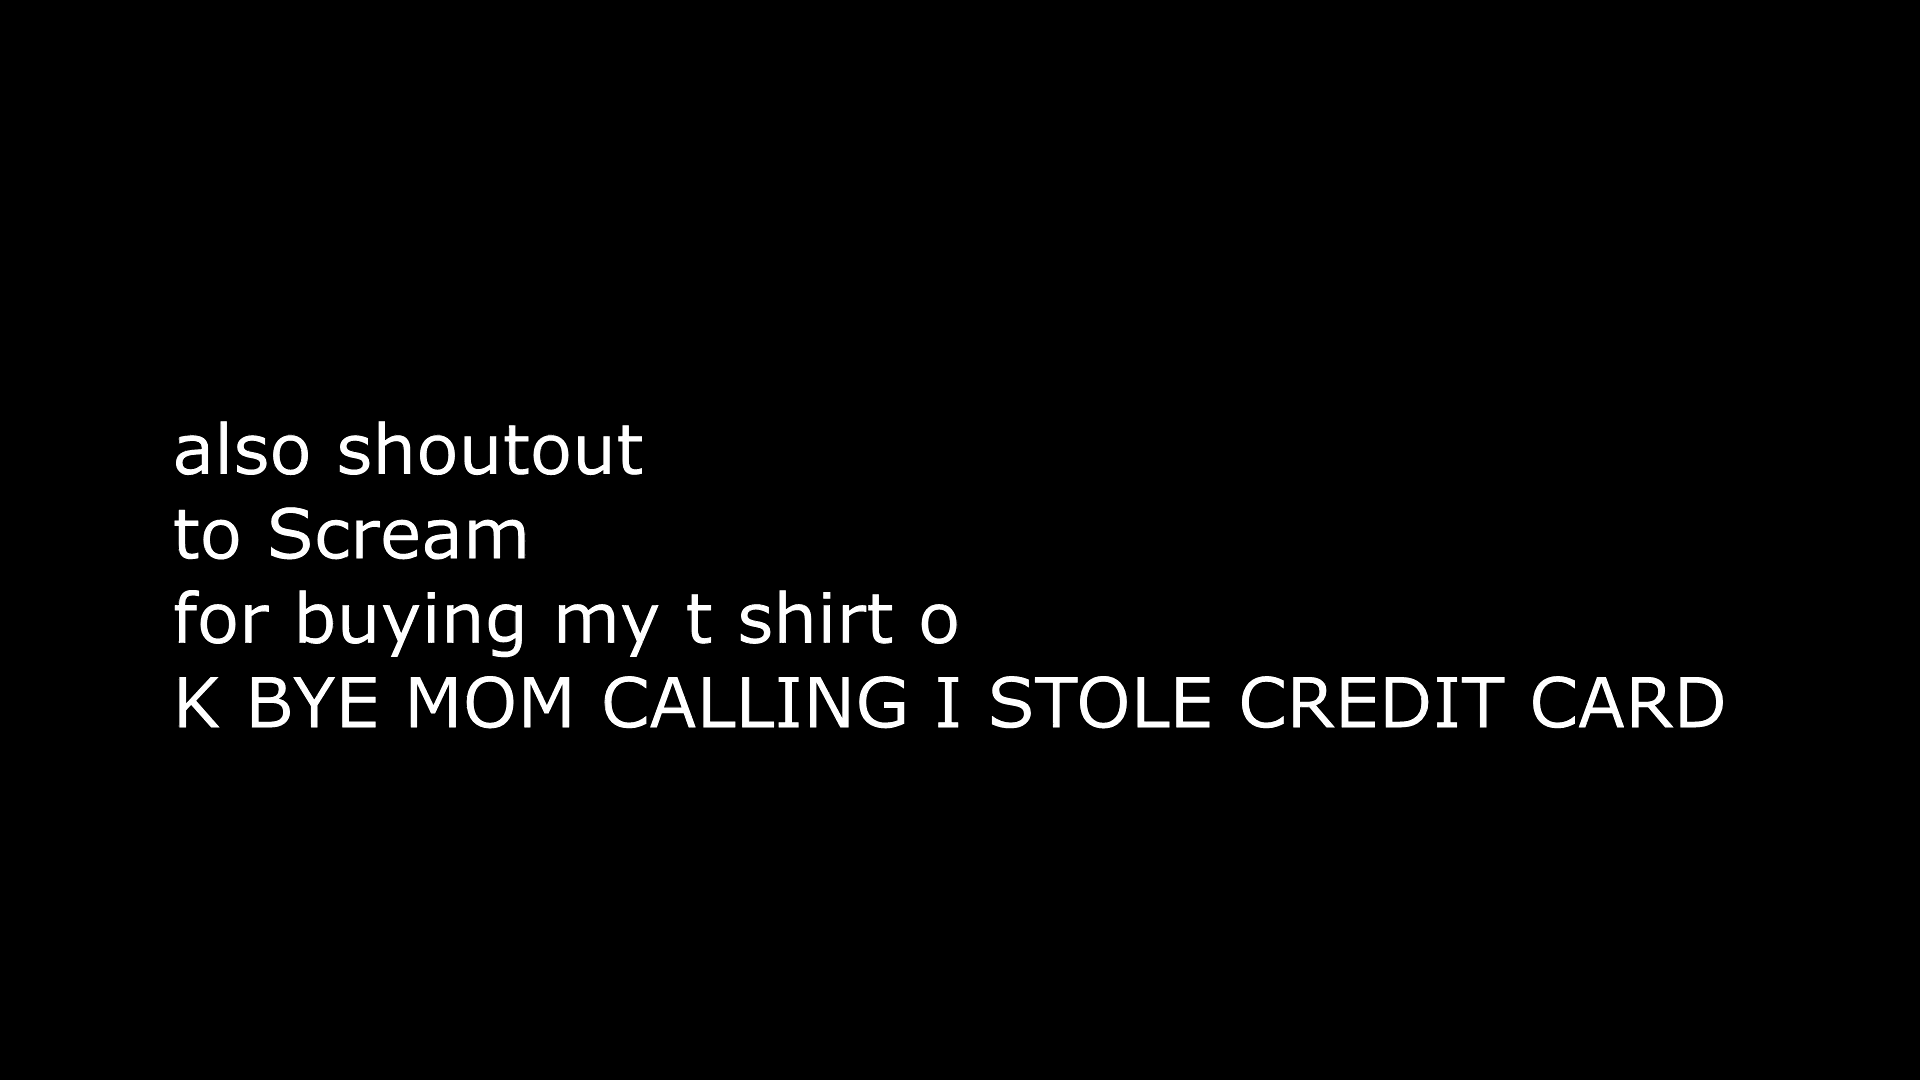 also shoutout
to Scream
for buying my t shirt o
K BYE MOM CALLING I STOLE CREDIT CARD